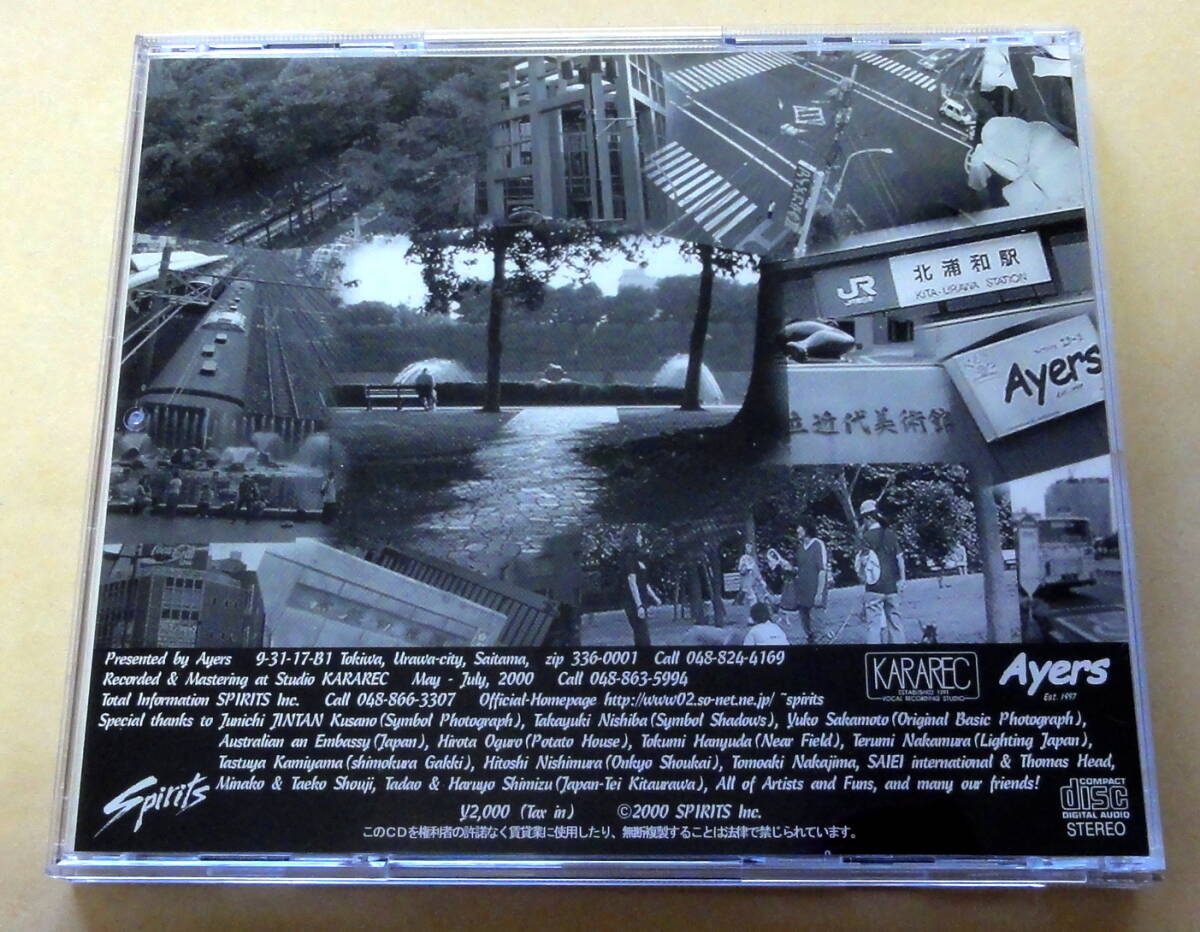 JR
北浦和駅
KITA-URAWA STATION
Ayers
立近代美術館
Presented by Ayers 9-31-17-B1 Tokiwa, Urawa-city, Saitama, zip 336-0001 Call 048-824-4169
Recorded & Mastering at Studio KARAREC May - July, 2000 Call 048-863-5994
Total Information SPIRITS Inc. Call 048-866-3307 Official-Homepage http://www02.so-net.ne.jp/~spirits
KARAREC
ESTABLISHED 1991
VOCAL RECORDING STUDIO
Ayers
Est. 1997
Special thanks to Junichi JINTAN Kusano(Symbol Photograph), Takayuki Nishiba(Symbol Shadows), Yuko Sakamoto(Original Basic Photograph),
Australian an Embassy(Japan), Hirota Oguro(Potato House), Tokumi Hanyuda(Near Field), Terumi Nakamura(Lighting Japan),
Tastuya Kamiyama(shimokura Gakki), Hitoshi Nishimura(Onkyo Shoukai), Tomoaki Nakajima, SAIEI international & Thomas Head,
Minako & Taeko Shouji, Tadao & Haruyo Shimizu(Japan-Tei Kitaurawa), All of Artists and Funs, and many our friends!
Spirits
¥2,000 (Tax in) ©2000 SPIRITS Inc.
このCDを権利者の許諾なく賃貸業に使用したり、無断複製することは法律で禁じられています。
COMPACT
disc
DIGITAL AUDIO
STEREO